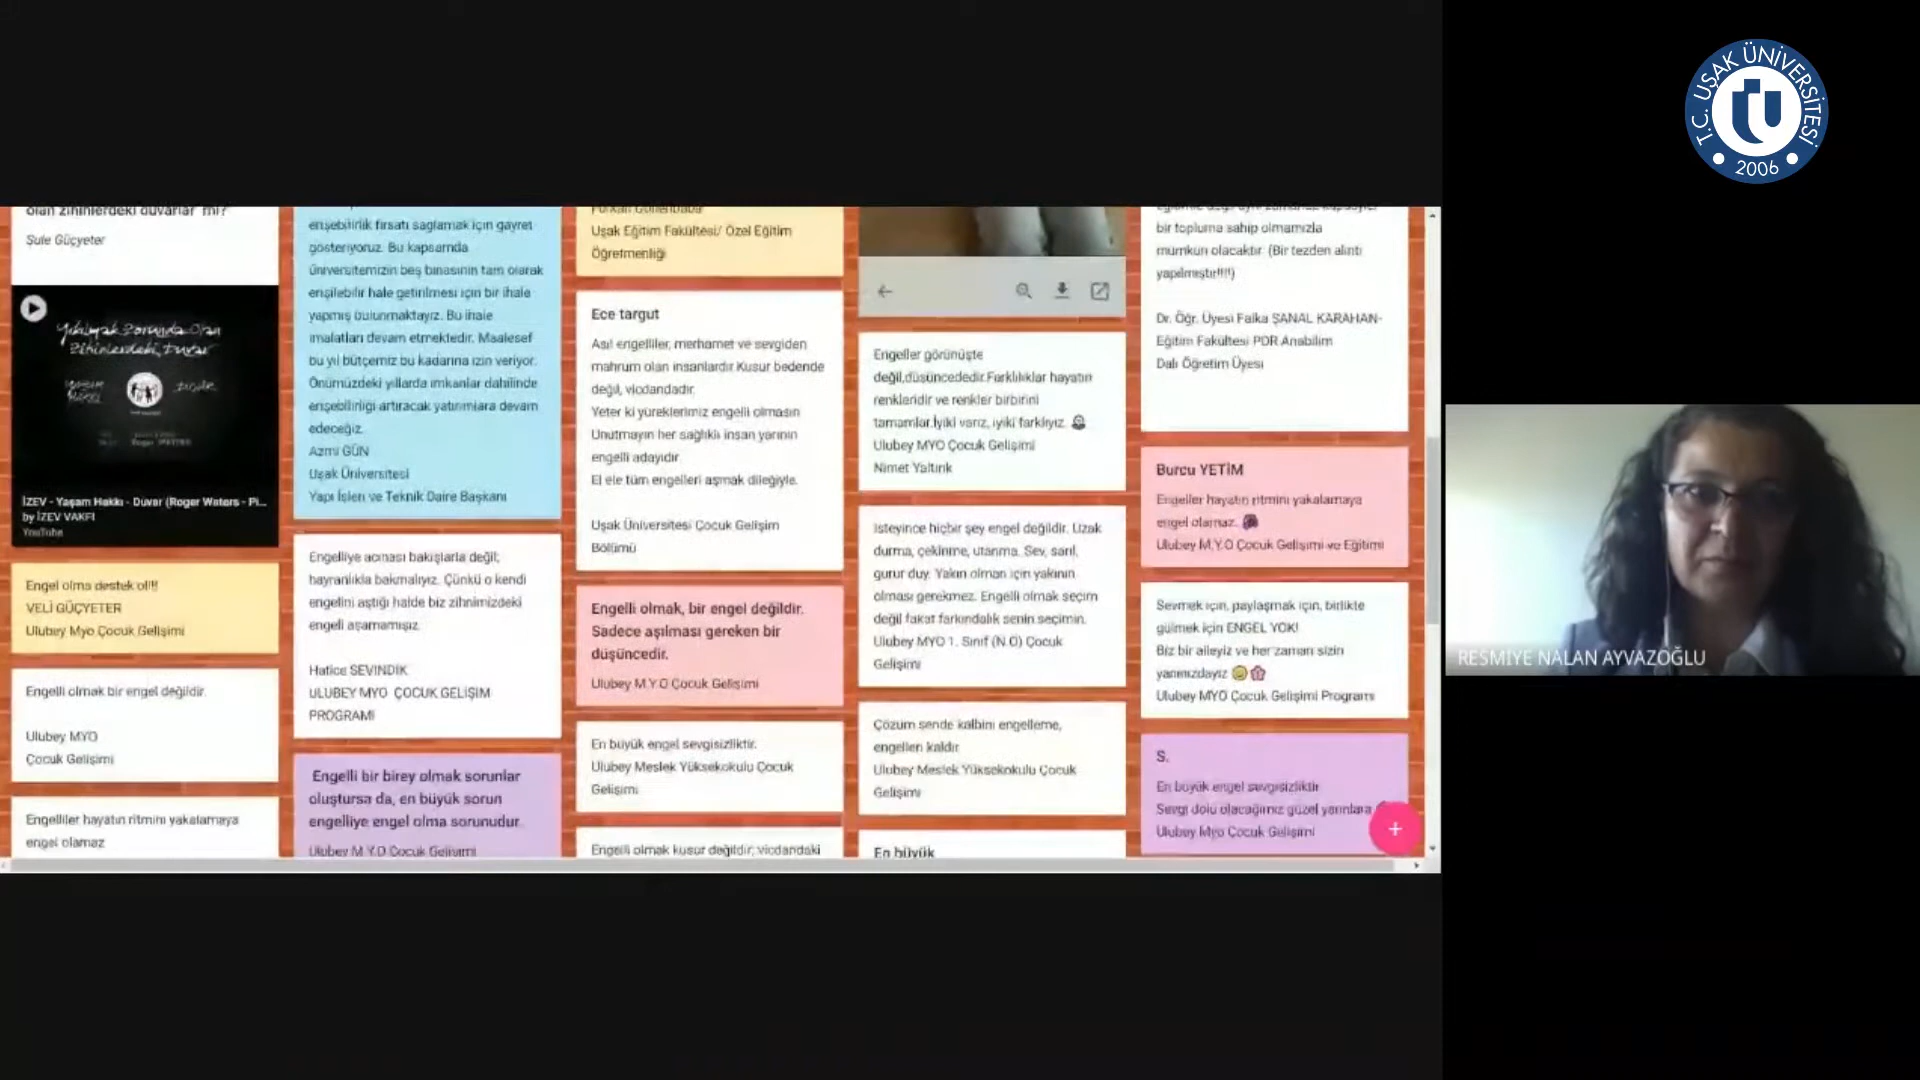 olan zihinlerdeki duvarlar mı?
Şule Güçyeter
İZEV - Yaşam Hakkı - Duvar (Roger Waters - Pi...
by İZEV VAKFI
YouTube
Engel olma destek ol!!!
VELİ GÜÇYETER
Ulubey Myo Çocuk Gelişimi
Engelli olmak bir engel değildir.
Ulubey MYO
Çocuk Gelişimi
Engelliler hayatın ritmini yakalamaya
engel olamaz
erişebilirlik fırsatı sağlamak için gayret
gösteriyoruz. Bu kapsamda
üniversitemizin beş binasının tam olarak
erişilebilir hale getirilmesi için bir ihale
yapmış bulunmaktayız. Bu ihale
imalatları devam etmektedir. Maalesef
bu yıl bütçemiz bu kadarına izin veriyor.
Önümüzdeki yıllarda imkanlar dahilinde
erişebilirliği artıracak yatırımlara devam
edeceğiz.
Azmi GÜN
Uşak Üniversitesi
Yapı İşleri ve Teknik Daire Başkanı
Engelliye acıması bakışlarla değil;
hayranlıkla bakmalıyız. Çünkü o kendi
engelini aştığı halde biz zihnimizdeki
engeli aşamamışız.
Hatice SEVİNDİK
ULUBEY MYO ÇOCUK GELİŞİM
PROGRAMI
Engelli bir birey olmak sorunlar
oluştursa da, en büyük sorun
engelliye engel olma sorunudur.
Ulubey M.Y.O Çocuk Gelişimi
Uşak Eğitim Fakültesi/ Özel Eğitim
Öğretmenliği
Ece targut
Asıl engelliler, merhamet ve sevgiden
mahrum olan insanlardır.Kusur bedende
değil, vicdandadır.
Yeter ki yüreklerimiz engelli olmasın
Unutmayın her sağlıklı insan yarının
engelli adayıdır.
El ele tüm engelleri aşmak dileğiyle.
Uşak Üniversitesi Çocuk Gelişim
Bölümü
Engelli olmak, bir engel değildir.
Sadece aşılması gereken bir
düşüncedir.
Ulubey M.Y.O Çocuk Gelişimi
En büyük engel sevgisizliktir.
Ulubey Meslek Yüksekokulu Çocuk
Gelişimi
Engelli olmak kusur değildir; vicdandaki
Engeller görünüşte
değil,düşüncededir.Farklılıklar hayatın
renkleridir ve renkler birbirini
tamamlar.İyiki varız, iyiki farklıyız.
Ulubey MYO Çocuk Gelişimi
Nimet Yaltırık
İsteyince hiçbir şey engel değildir. Uzak
durma, çekinme, utanma. Sev, sarıl,
gurur duy. Yakın olman için yakının
olması gerekmez. Engelli olmak seçim
değil fakat farkındalık senin seçimin.
Ulubey MYO 1. Sınıf (N.Ö) Çocuk
Gelişimi
Çözüm sende kalbini engelleme,
engelleri kaldır
Ulubey Meslek Yüksekokulu Çocuk
Gelişimi
En büyük
bir topluma sahip olmamızla
mümkün olacaktır. (Bir tezden alıntı
yapılmıştır!!!!)
Dr. Öğr. Üyesi Faika ŞANAL KARAHAN-
Eğitim Fakültesi PDR Anabilim
Dalı Öğretim Üyesi
Burcu YETİM
Engeller hayatın ritmini yakalamaya
engel olamaz.
Ulubey M.Y.O Çocuk Gelişimi ve Eğitimi
Sevmek için, paylaşmak için, birlikte
gülmek için ENGEL YOK!
Biz bir aileyiz ve her zaman sizin
yanınızdayız
Ulubey MYO Çocuk Gelişimi Programı
S.
En büyük engel sevgisizliktir
Sevgi dolu olacağımız güzel yarınlara
Ulubey Myo Çocuk Gelişimi
T.C. UŞAK ÜNİVERSİTESİ
2006
RESMİYE NALAN AYVAZOĞLU